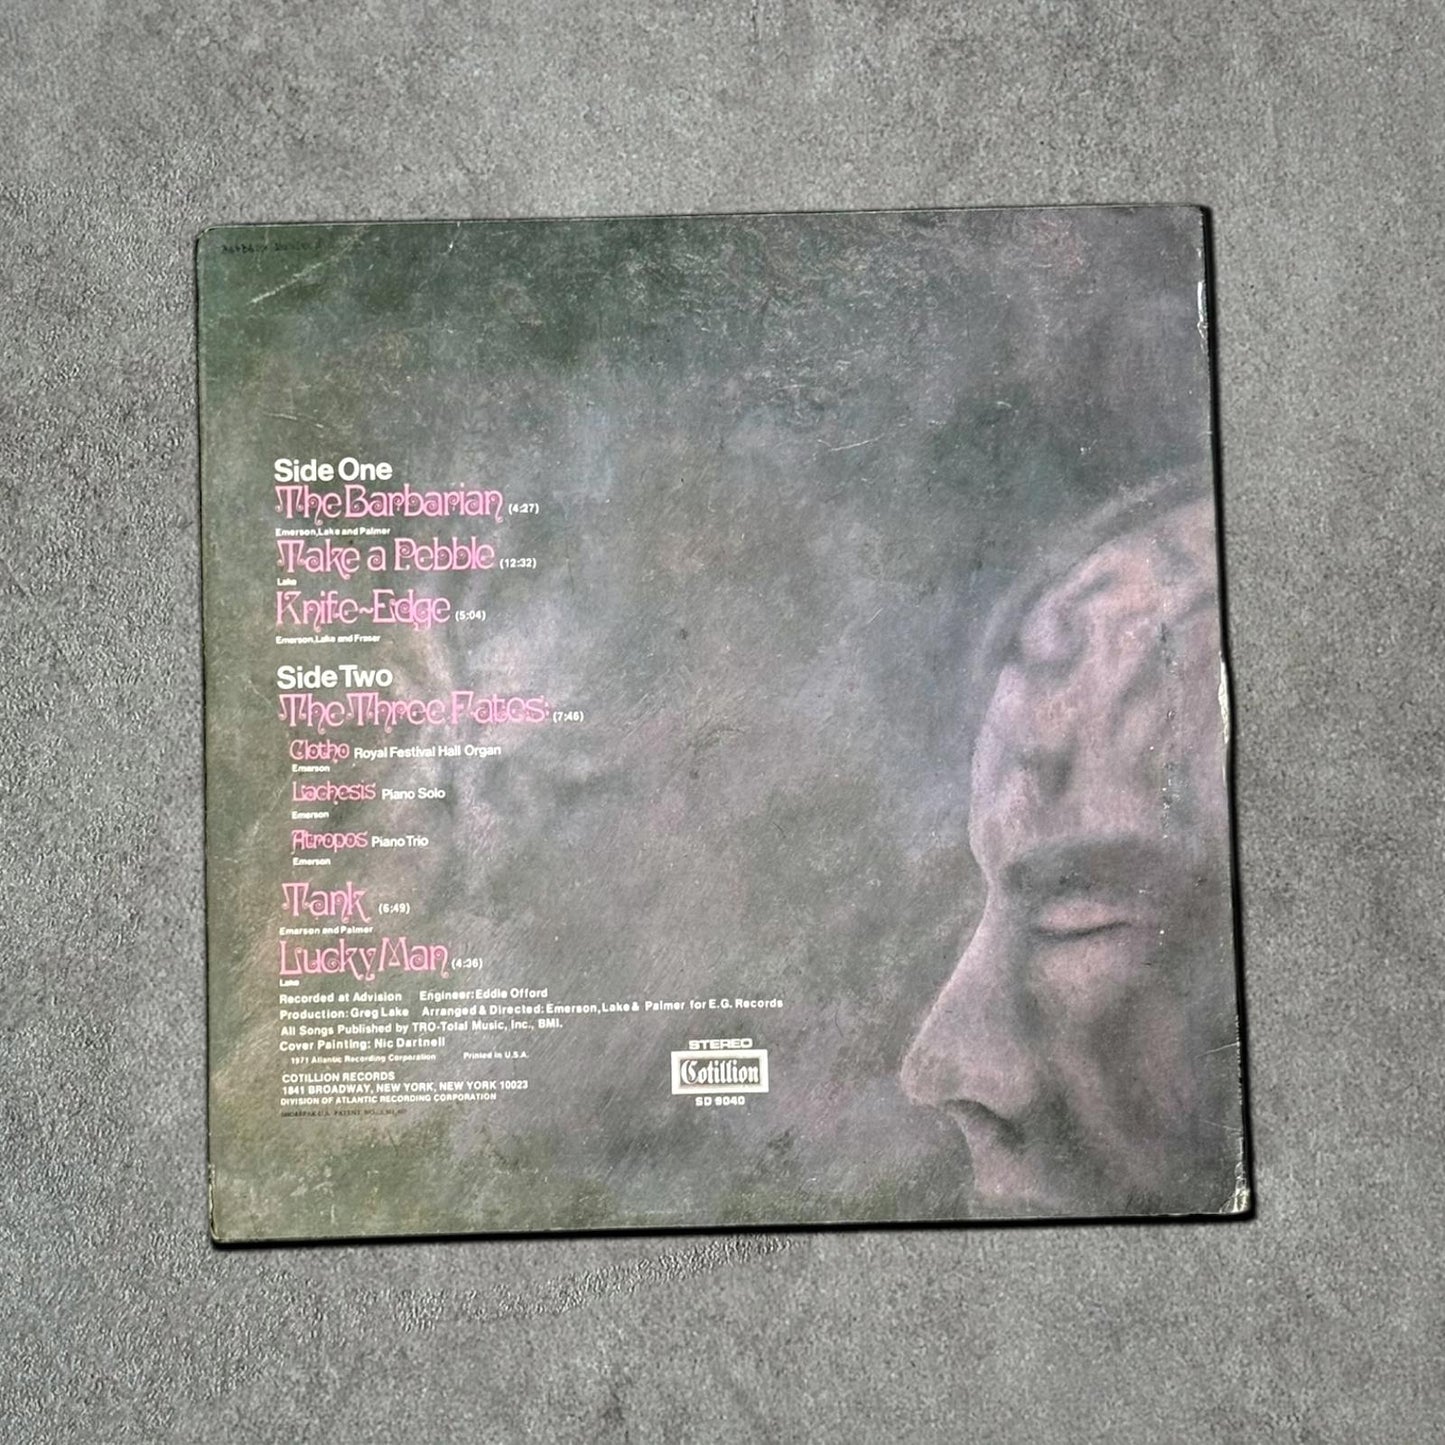 Side One
The Barbarian (4:27)
Emerson, Lake and Palmer
Take a Pebble (12:32)
Lake
Knife~Edge (5:04)
Emerson, Lake and Fraser
Side Two
The Three Fates: (7:46)
Clotho Royal Festival Hall Organ
Emerson
Lachesis Piano Solo
Emerson
Atropos Piano Trio
Emerson
Tank (6:49)
Emerson and Palmer
Lucky Man (4:36)
Lake
Recorded at Advision Engineer: Eddie Offord
Production: Greg Lake Arranged & Directed: Emerson, Lake & Palmer for E.G. Records
All Songs Published by TRO-Total Music, Inc., BMI.
Cover Painting: Nic Dartnell
1971 Atlantic Recording Corporation Printed in U.S.A.
COTILLION RECORDS
1841 BROADWAY, NEW YORK, NEW YORK 10023
DIVISION OF ATLANTIC RECORDING CORPORATION
U.S. PATENT NO.
STEREO
Cotillion
SD 9040